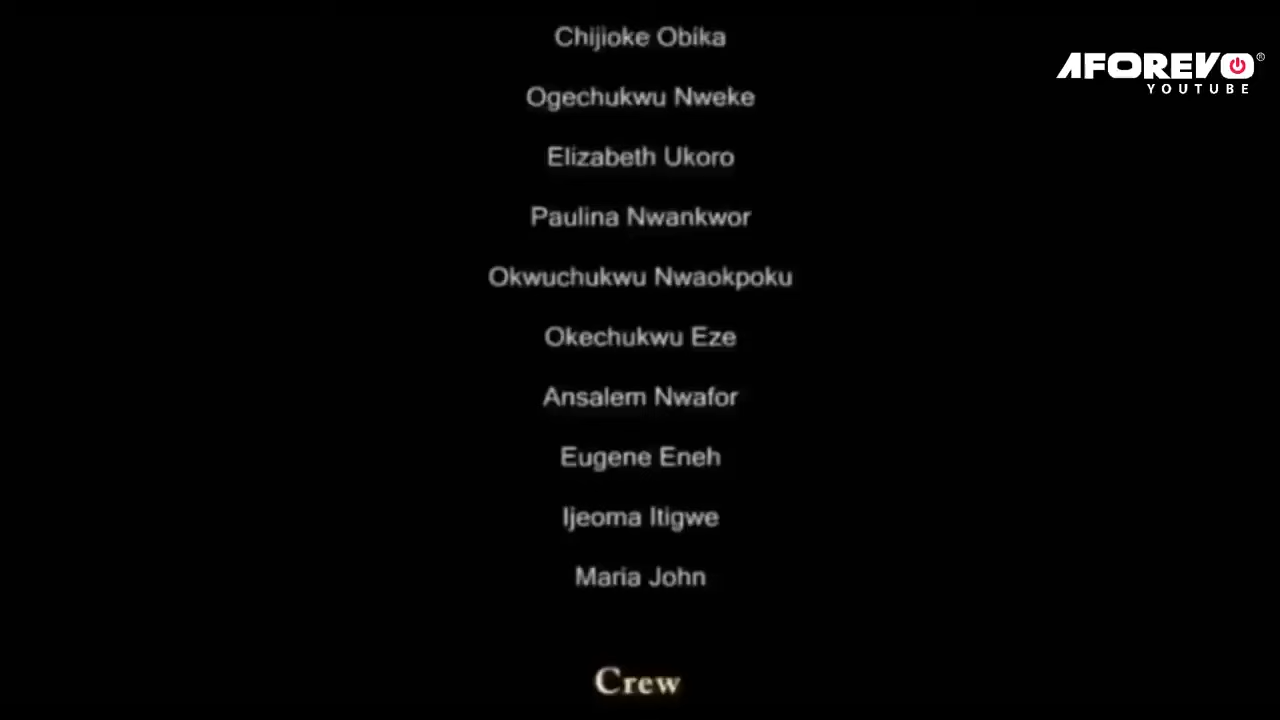 Chijioke Obika
AFOREVO®
YOUTUBE
Ogechukwu Nweke
Elizabeth Ukoro
Paulina Nwankwor
Okwuchukwu Nwaokpoku
Okechukwu Eze
Ansalem Nwafor
Eugene Eneh
Ijeoma Itigwe
Maria John
Crew